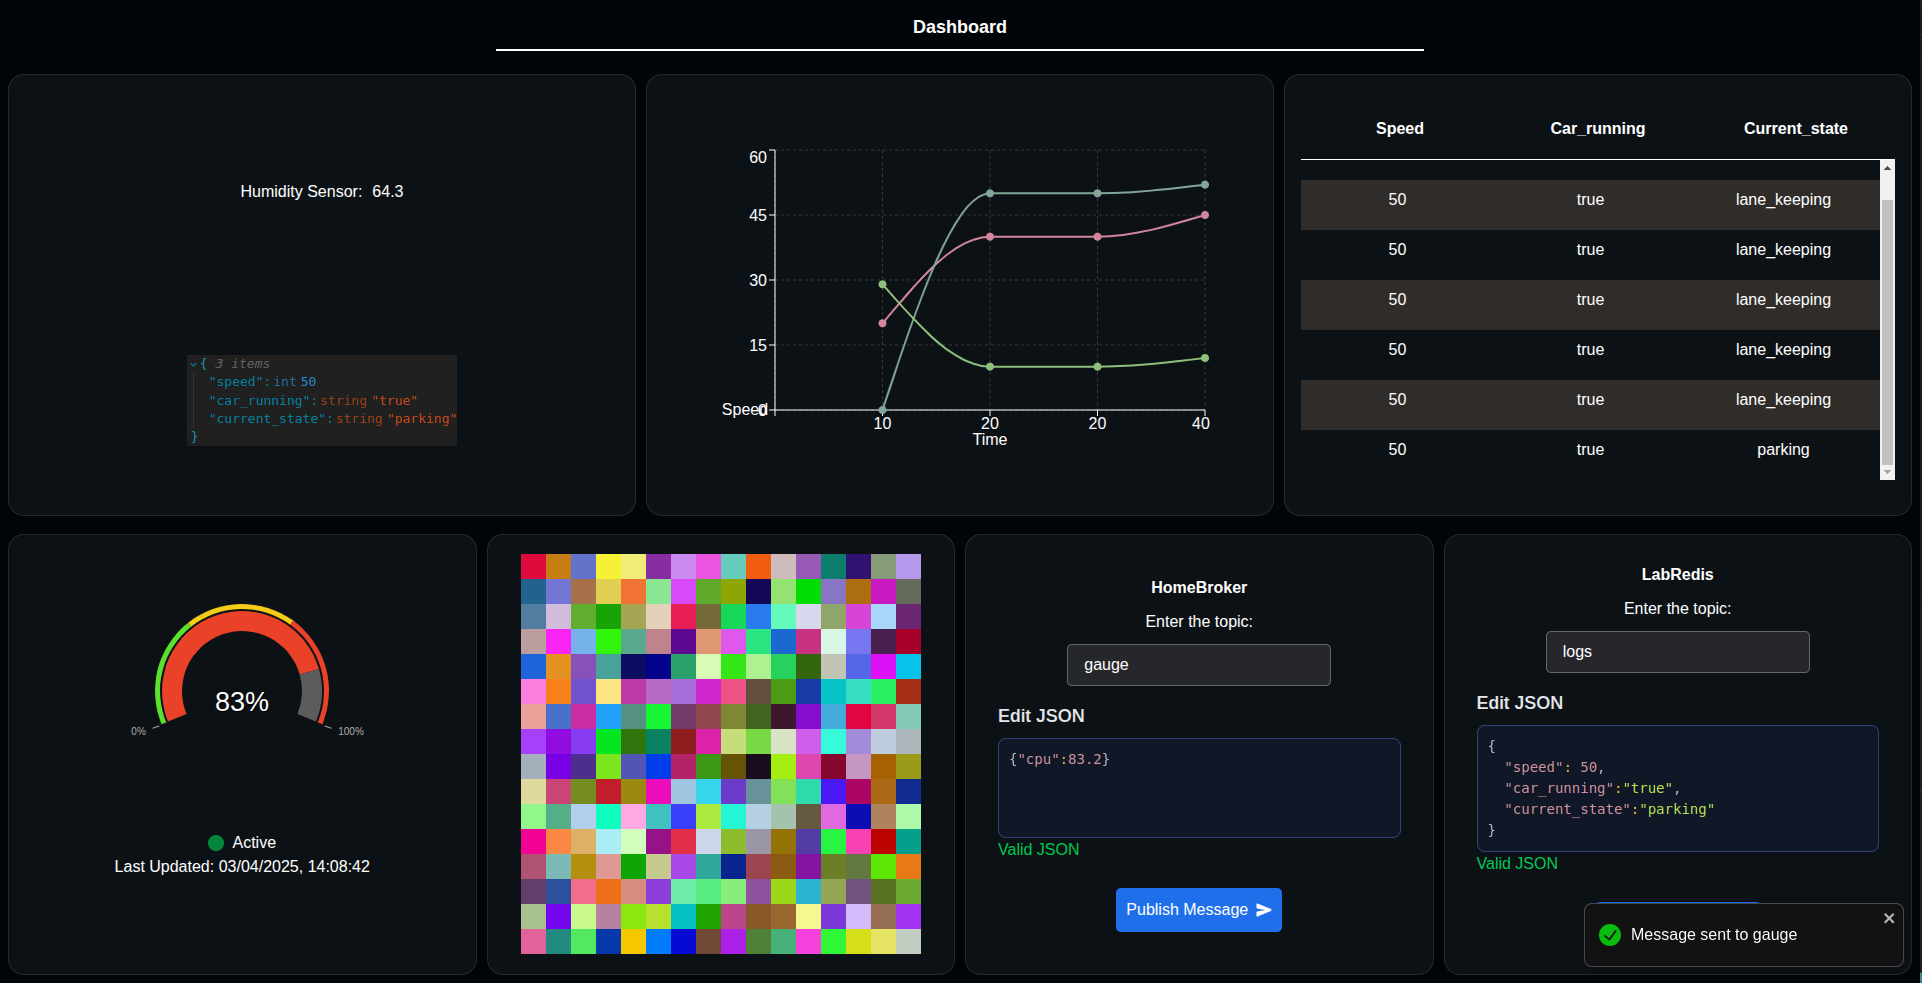 Dashboard
Humidity Sensor: 64.3
{ 3 items
"speed": int 50
"car_running": string "true"
"current_state": string "parking"
}
60
45
30
15
0
Speed
10 20 20 40
Time
Speed Car_running Current_state
50 true lane_keeping
50 true lane_keeping
50 true lane_keeping
50 true lane_keeping
50 true lane_keeping
50 true parking
83%
0% 100%
Active
Last Updated: 03/04/2025, 14:08:42
HomeBroker
Enter the topic:
gauge
Edit JSON
{"cpu":83.2}
Valid JSON
Publish Message
LabRedis
Enter the topic:
logs
Edit JSON
{
"speed": 50,
"car_running":"true",
"current_state":"parking"
}
Valid JSON
Message sent to gauge